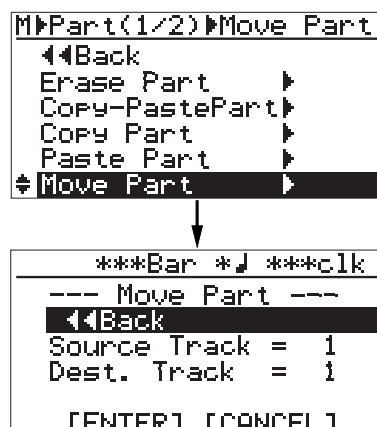 M▶Part(1/2)▶Move Part
◀◀Back
Erase Part ▶
Copy-PastePart▶
Copy Part ▶
Paste Part ▶
Move Part ▶
***Bar *♩ ***clk
--- Move Part ---
◀◀Back
Source Track = 1
Dest. Track = 1
[ENTER] [CANCEL]